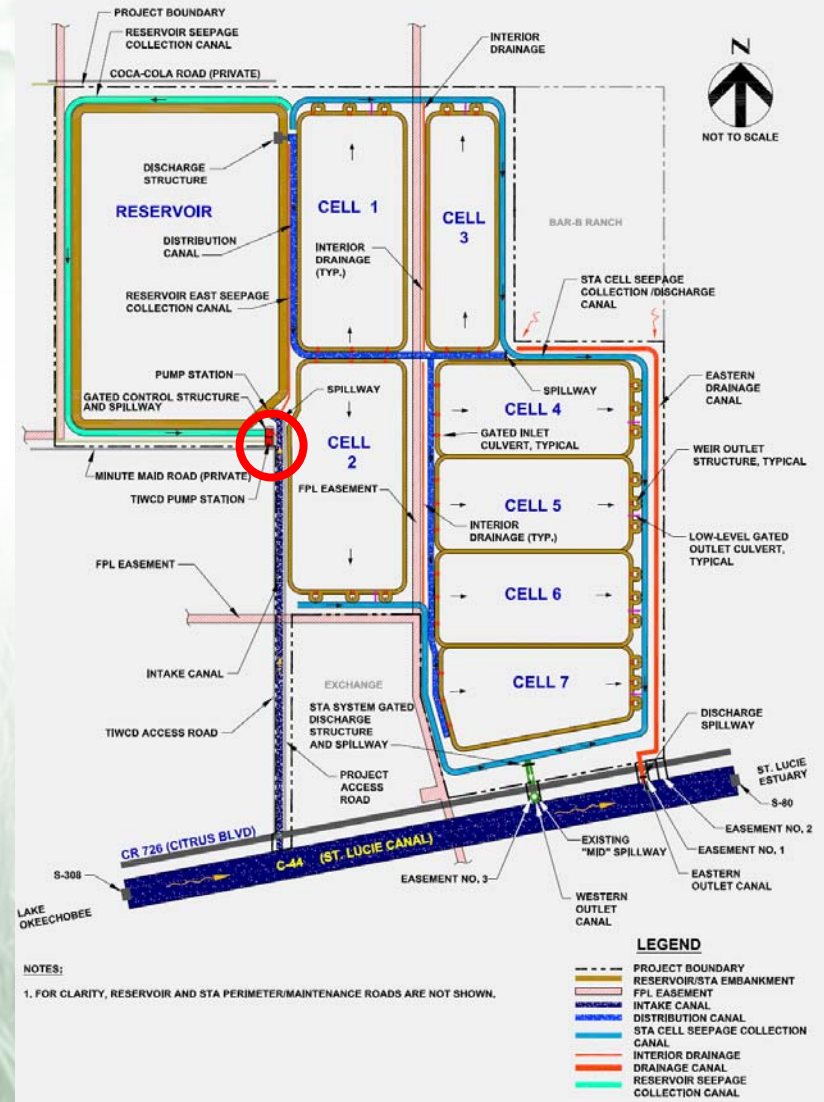 PROJECT BOUNDARY
RESERVOIR SEEPAGE
COLLECTION CANAL
COCA-COLA ROAD (PRIVATE)
INTERIOR
DRAINAGE
N
NOT TO SCALE
DISCHARGE
STRUCTURE
RESERVOIR
CELL 1
CELL
3
BAR-B RANCH
DISTRIBUTION
CANAL
INTERIOR
DRAINAGE
(TYP.)
STA CELL SEEPAGE
COLLECTION /DISCHARGE
CANAL
RESERVOIR EAST SEEPAGE
COLLECTION CANAL
PUMP STATION
GATED CONTROL STRUCTURE
AND SPILLWAY
SPILLWAY
SPILLWAY
EASTERN
DRAINAGE
CANAL
CELL 4
GATED INLET
CULVERT, TYPICAL
CELL
2
WEIR OUTLET
STRUCTURE, TYPICAL
MINUTE MAID ROAD (PRIVATE)
TIWCD PUMP STATION
FPL EASEMENT
CELL 5
INTERIOR
DRAINAGE (TYP.)
LOW-LEVEL GATED
OUTLET CULVERT,
TYPICAL
FPL EASEMENT
CELL 6
INTAKE CANAL
EXCHANGE
CELL 7
STA SYSTEM GATED
DISCHARGE
STRUCTURE
AND SPILLWAY
TIWCD ACCESS ROAD
DISCHARGE
SPILLWAY
PROJECT
ACCESS
ROAD
ST. LUCIE
ESTUARY
S-80
CR 726 (CITRUS BLVD)
C-44 (ST. LUCIE CANAL)
EASEMENT NO. 2
EXISTING
"MID" SPILLWAY
EASEMENT NO. 1
S-308
EASEMENT NO. 3
EASTERN
OUTLET CANAL
LAKE
OKEECHOBEE
WESTERN
OUTLET
CANAL
LEGEND
PROJECT BOUNDARY
RESERVOIR/STA EMBANKMENT
FPL EASEMENT
INTAKE CANAL
DISTRIBUTION CANAL
STA CELL SEEPAGE COLLECTION
CANAL
INTERIOR DRAINAGE
DRAINAGE CANAL
RESERVOIR SEEPAGE
COLLECTION CANAL
NOTES:
1. FOR CLARITY, RESERVOIR AND STA PERIMETER/MAINTENANCE ROADS ARE NOT SHOWN.